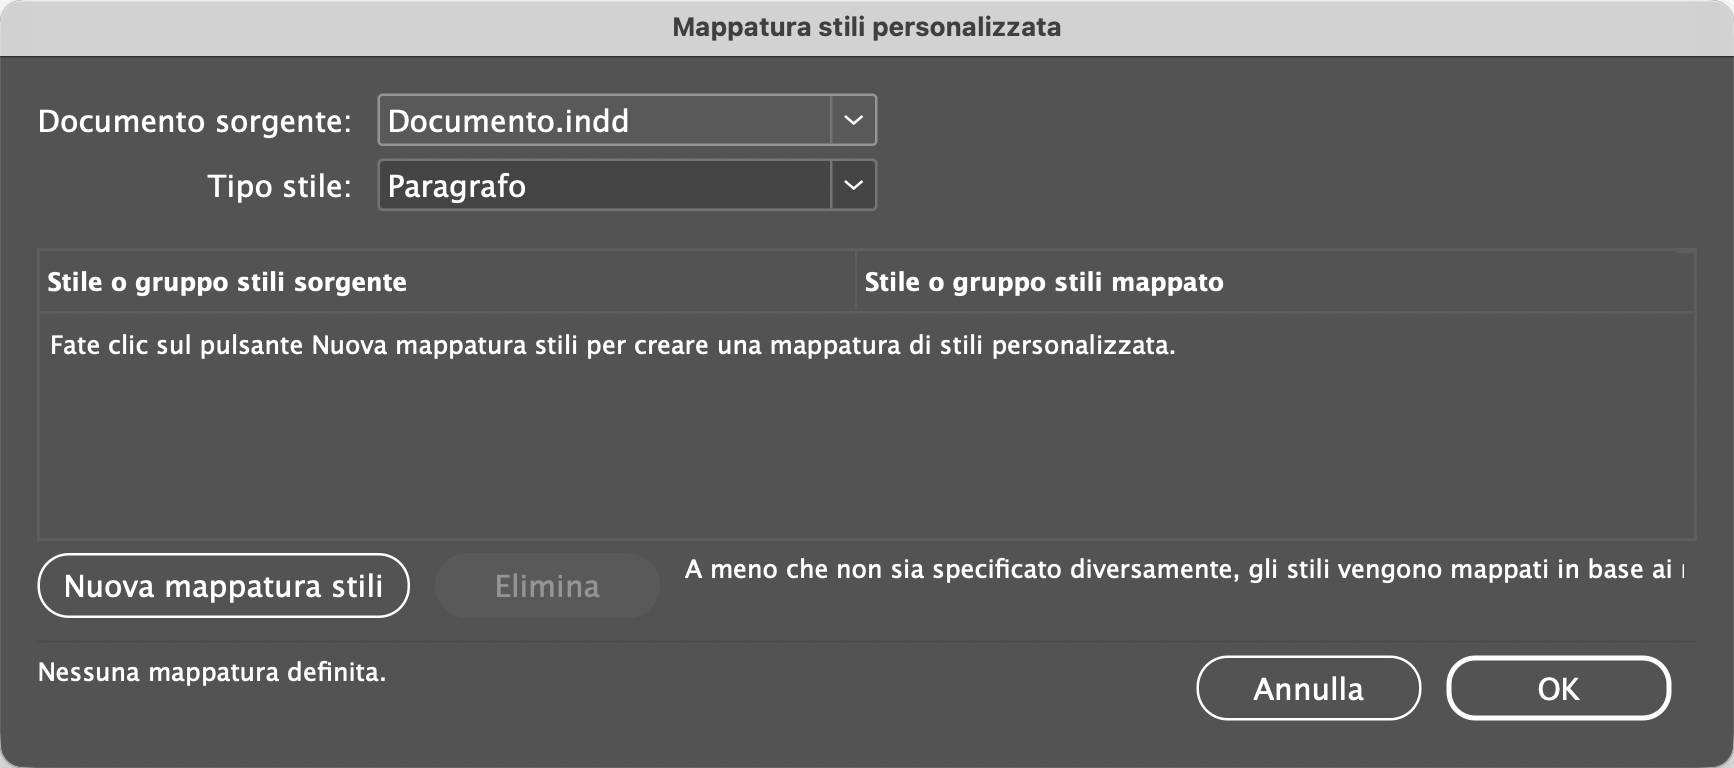 Mappatura stili personalizzata
Documento sorgente: Documento.indd
Tipo stile: Paragrafo
Stile o gruppo stili sorgente Stile o gruppo stili mappato
Fate clic sul pulsante Nuova mappatura stili per creare una mappatura di stili personalizzata.
Nuova mappatura stili Elimina A meno che non sia specificato diversamente, gli stili vengono mappati in base ai
Nessuna mappatura definita.
Annulla OK